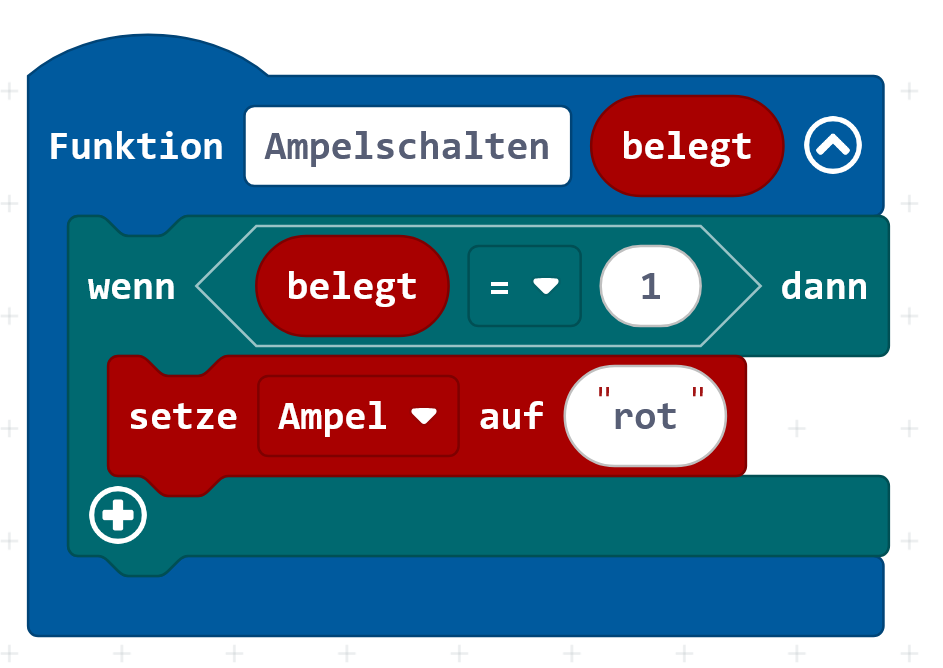 Funktion Ampelschalten belegt
wenn belegt = 1 dann
setze Ampel auf "rot"